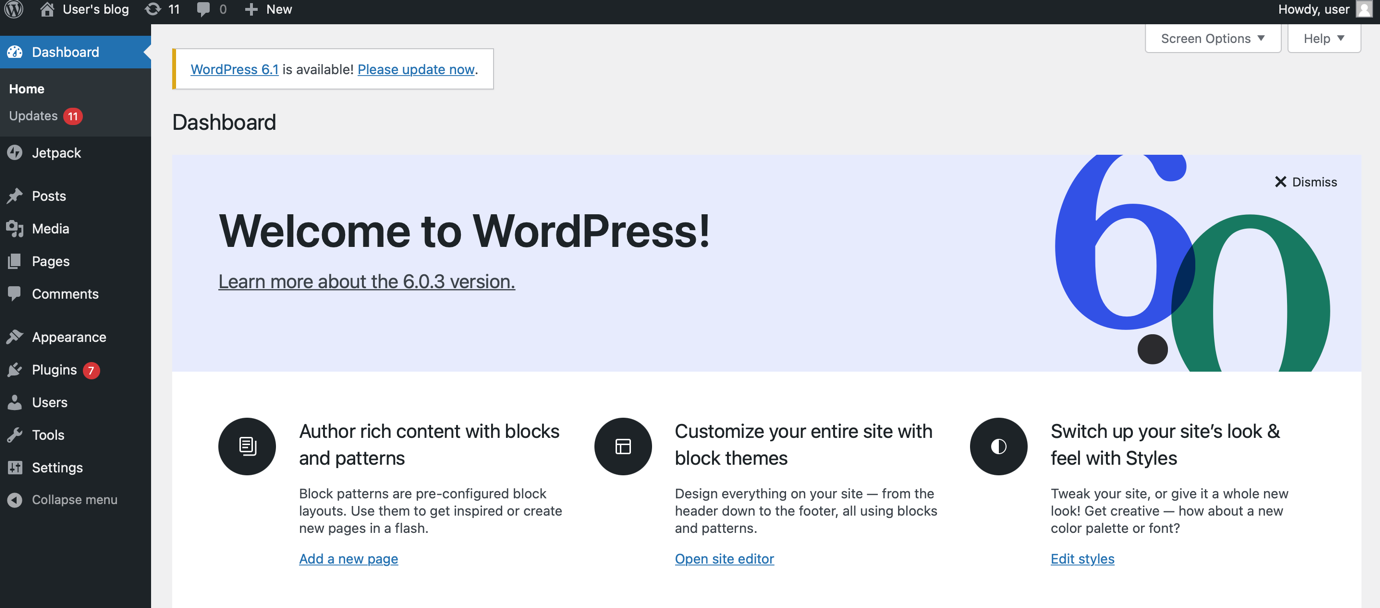 User's blog 11 0 New Howdy, user
Dashboard
Home
Updates 11
Jetpack
Posts
Media
Pages
Comments
Appearance
Plugins 7
Users
Tools
Settings
Collapse menu
Screen Options Help
WordPress 6.1 is available! Please update now.
Dashboard
Dismiss
Welcome to WordPress!
Learn more about the 6.0.3 version.
6.0
Author rich content with blocks
and patterns
Block patterns are pre-configured block
layouts. Use them to get inspired or create
new pages in a flash.
Add a new page
Customize your entire site with
block themes
Design everything on your site — from the
header down to the footer, all using blocks
and patterns.
Open site editor
Switch up your site’s look &
feel with Styles
Tweak your site, or give it a whole new
look! Get creative — how about a new
color palette or font?
Edit styles